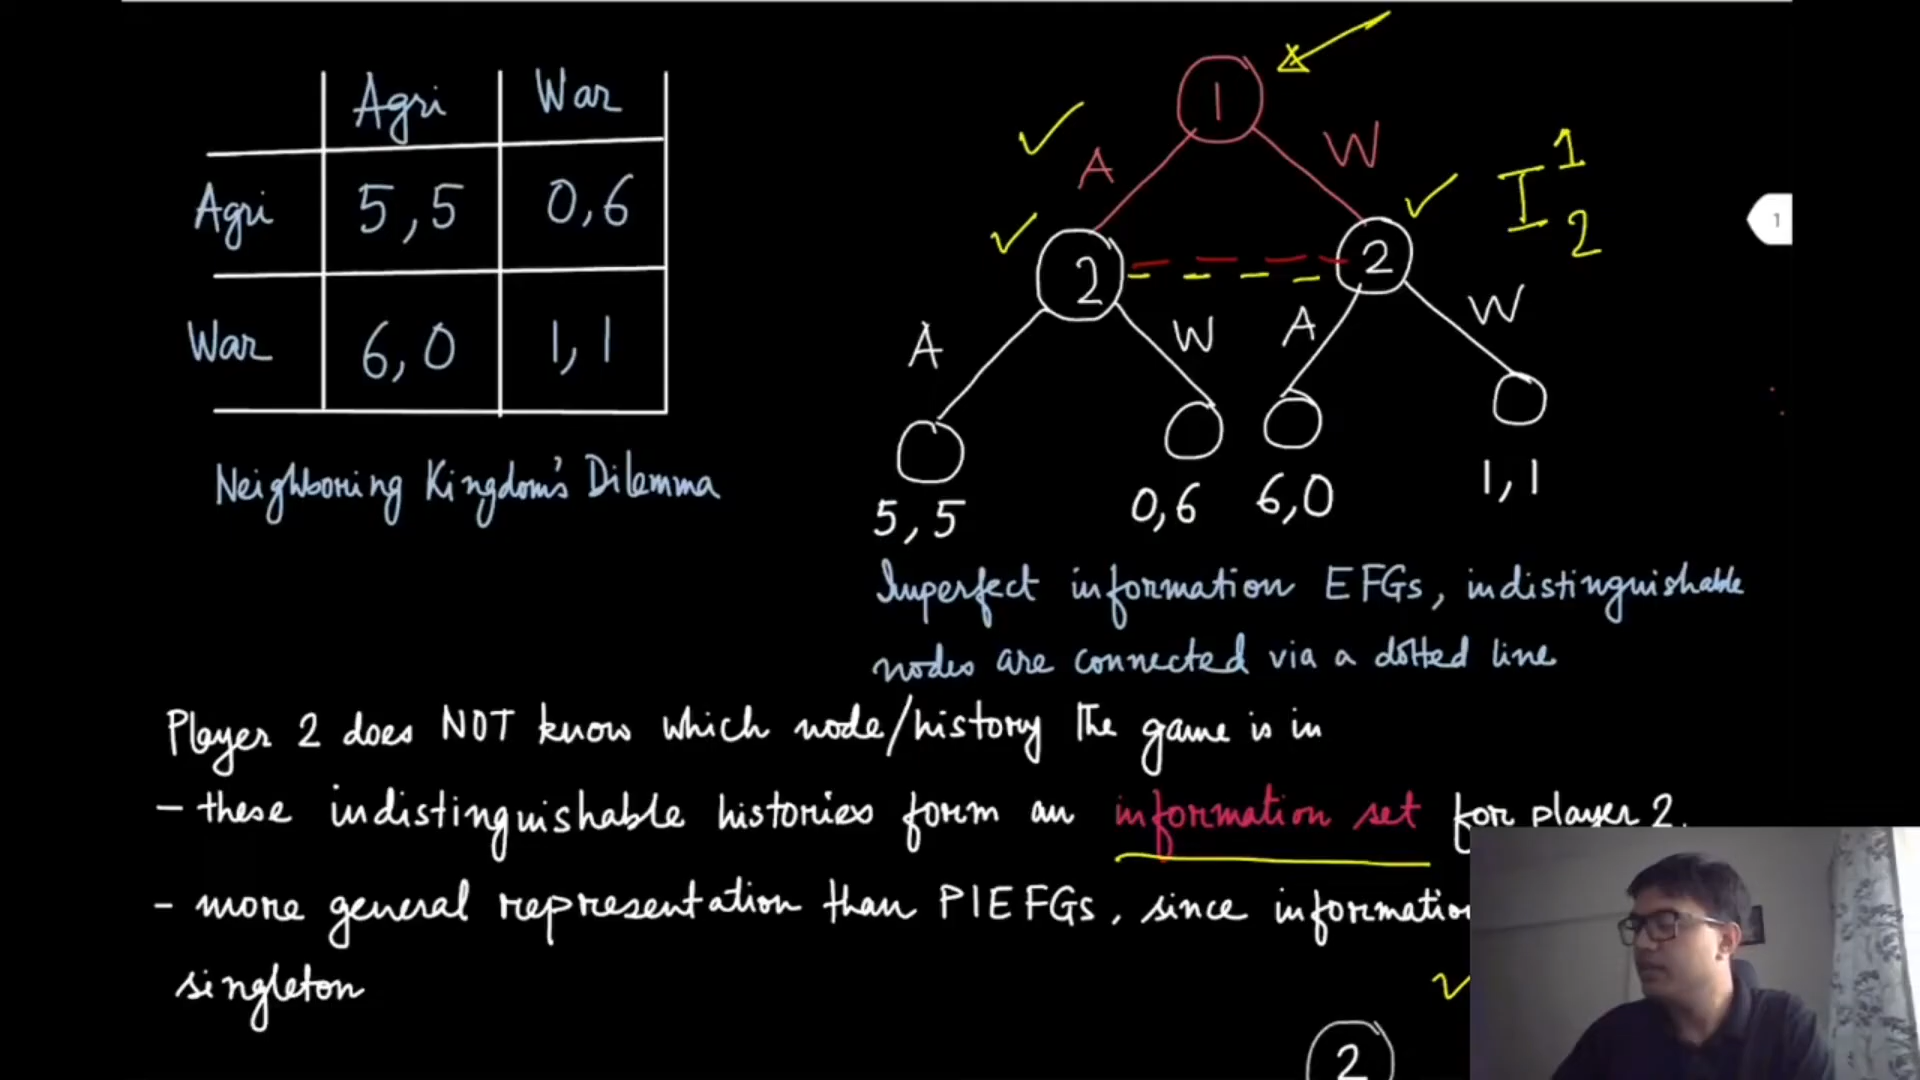 Agri War
Agri 5,5 0,6
War 6,0 1,1
Neighboring Kingdom's Dilemma
1
A W
I 1 2
2 2
A W A W
5,5 0,6 6,0 1,1
Imperfect information EFGs, indistinguishable
nodes are connected via a dotted line
Player 2 does NOT know which node/history the game is in
- these indistinguishable histories form an information set for player 2.
- more general representation than PIEFGs, since informatio
singleton
2
1